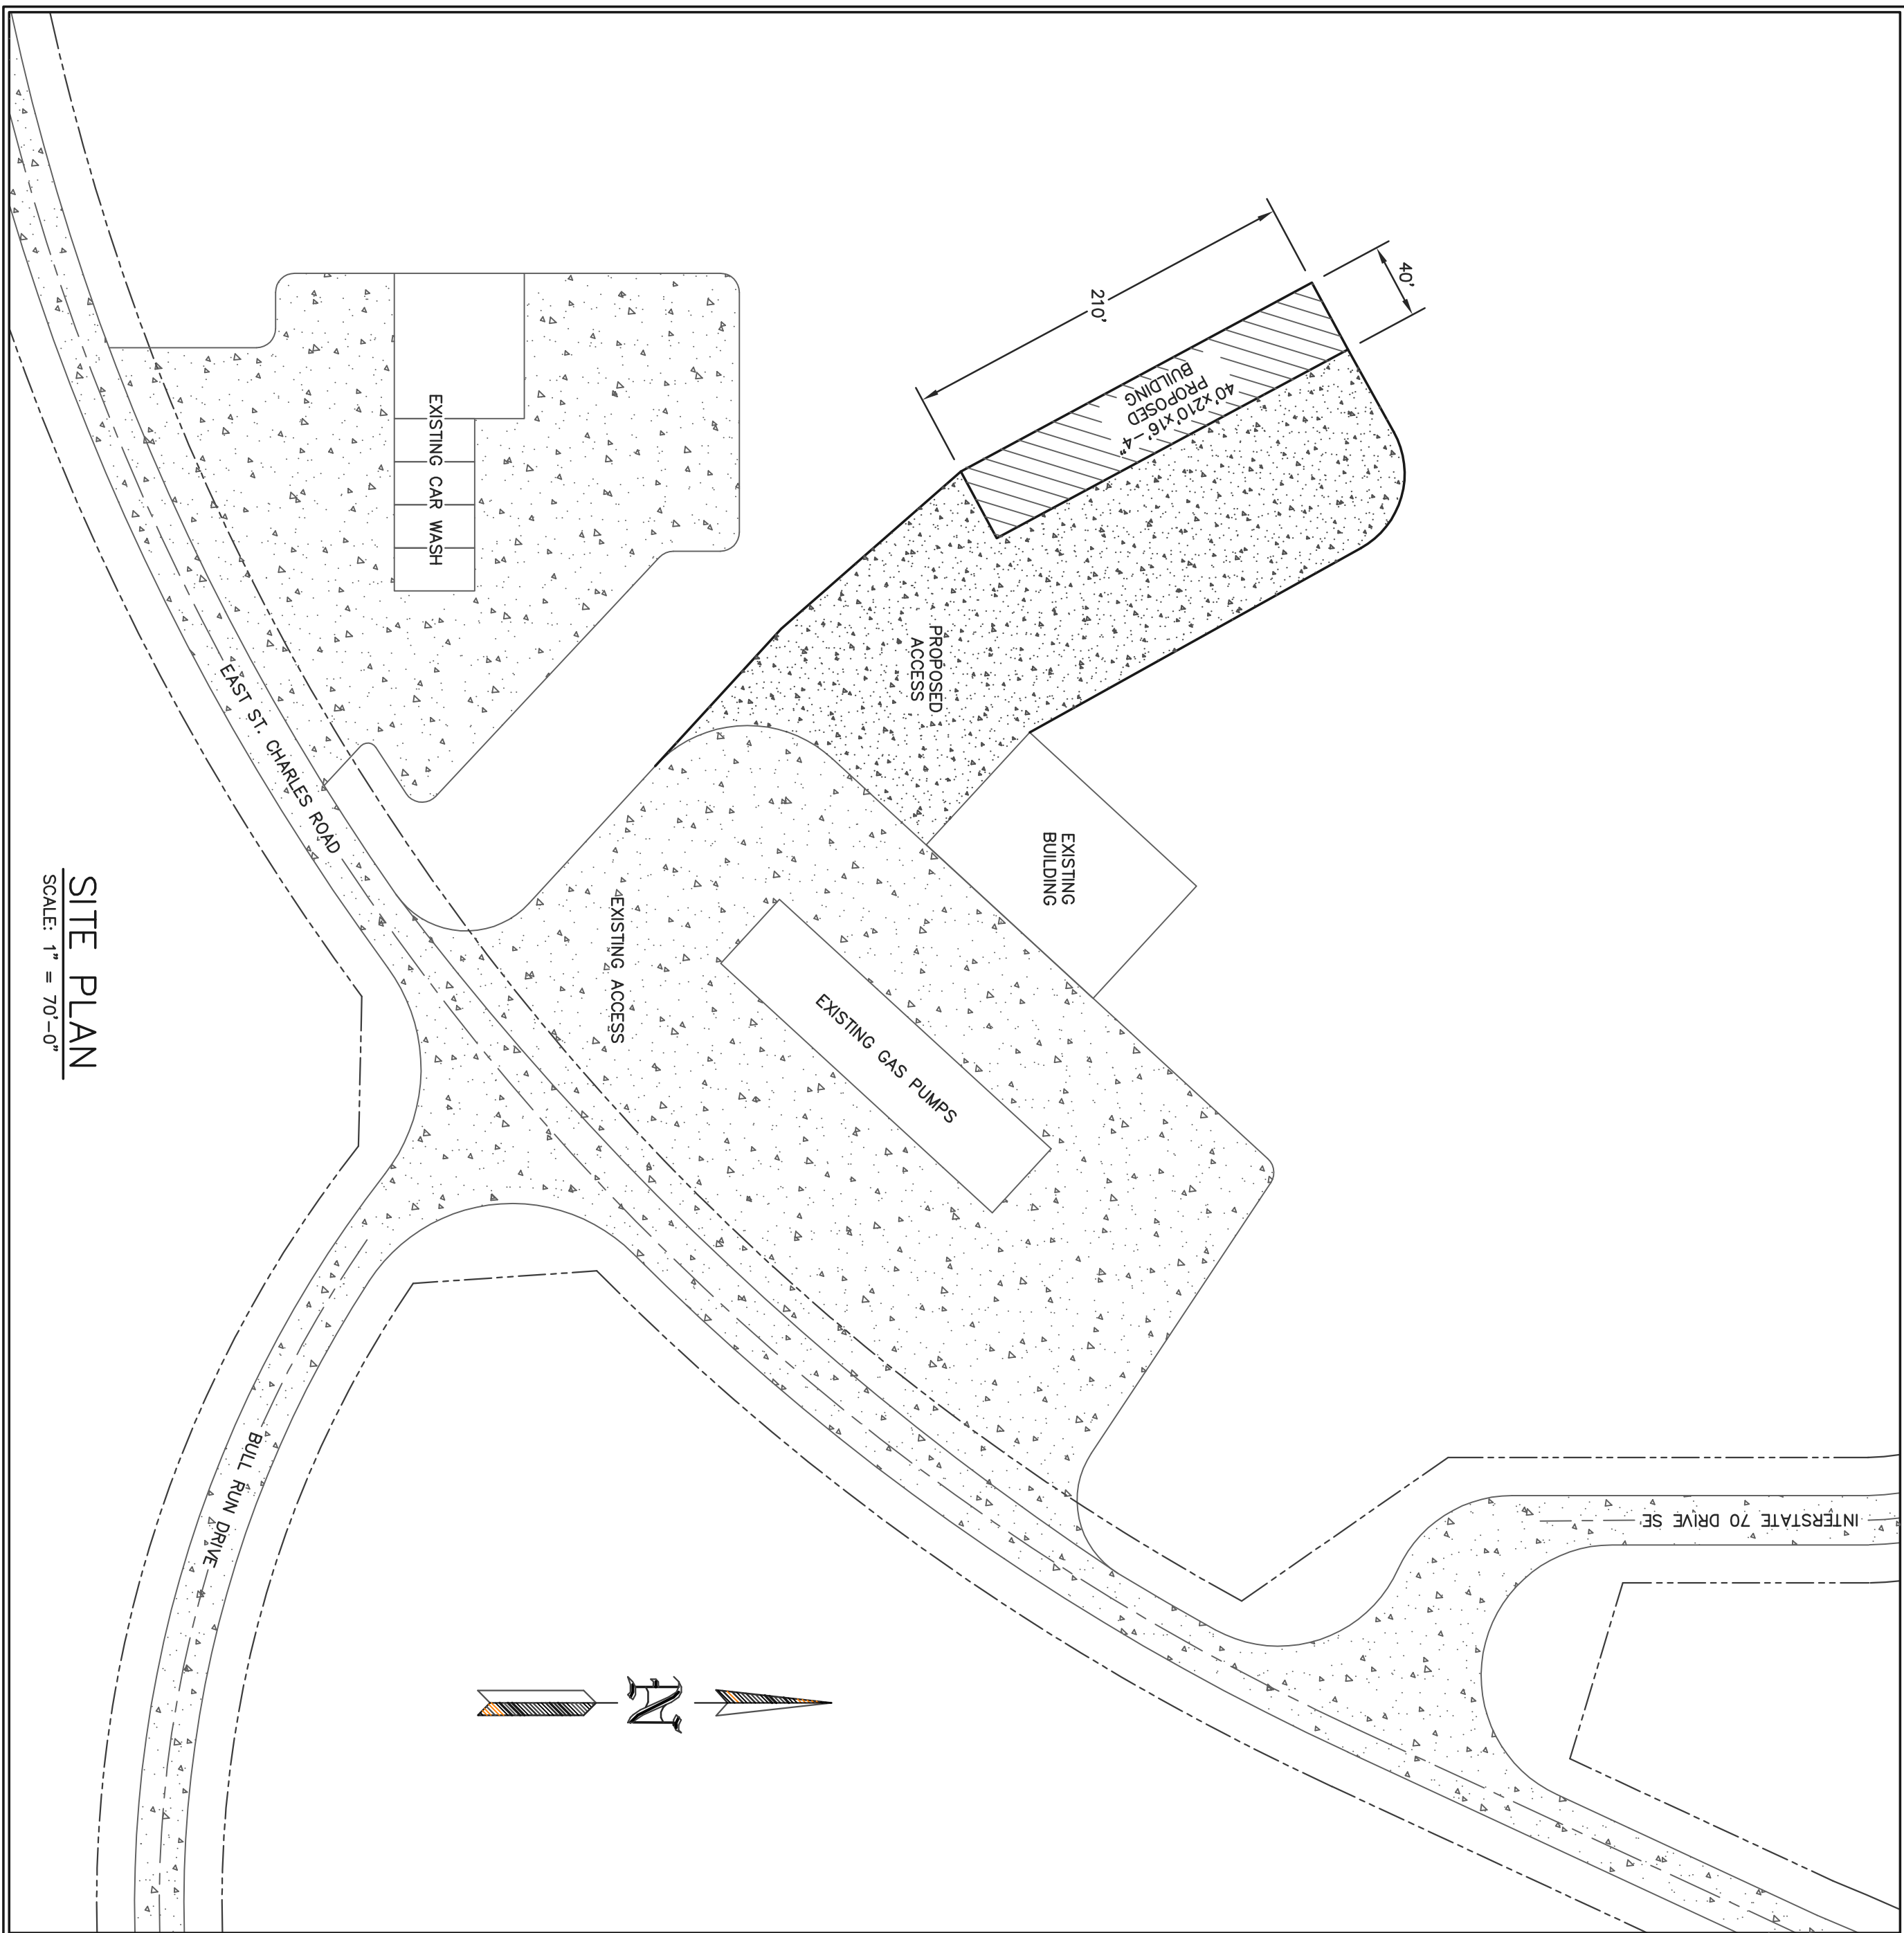 40'
210'
40'x210'x16'-4"
PROPOSED
BUILDING
PROPOSED
ACCESS
EXISTING
BUILDING
EXISTING CAR WASH
EXISTING ACCESS
EXISTING GAS PUMPS
EAST ST. CHARLES ROAD
BULL RUN DRIVE
INTERSTATE 70 DRIVE SE
N
SITE PLAN
SCALE: 1" = 70'-0"